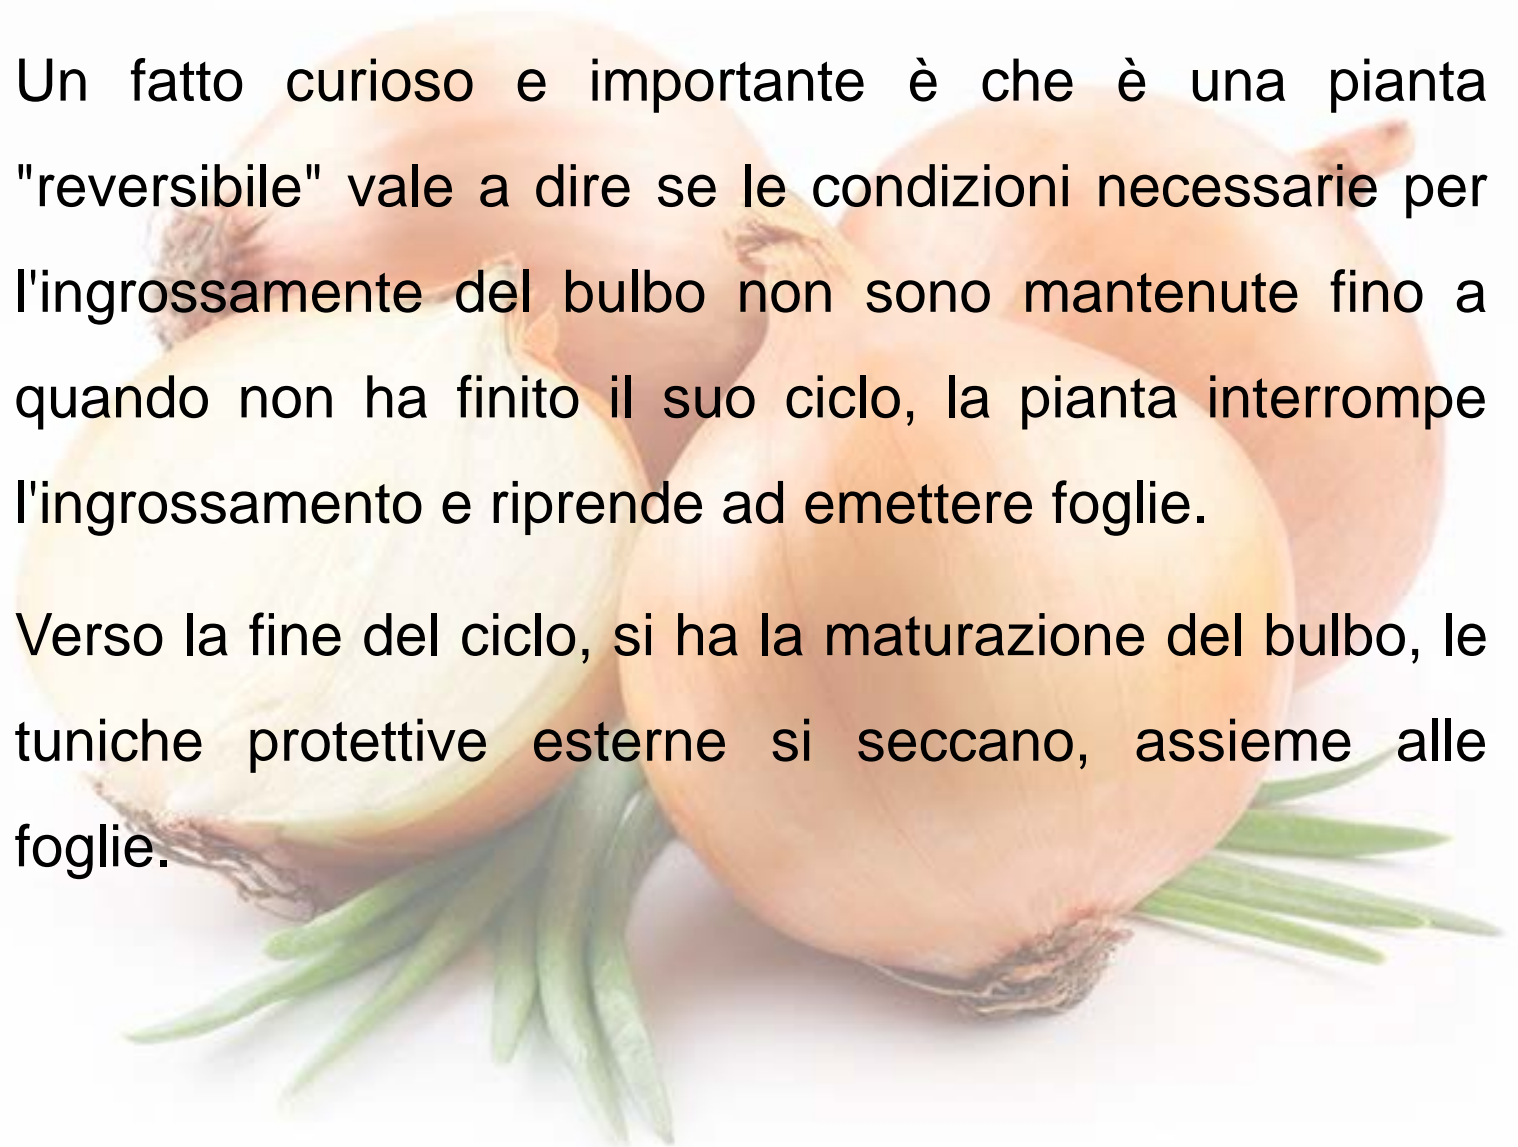 Un fatto curioso e importante è che è una pianta
"reversibile" vale a dire se le condizioni necessarie per
l'ingrossamente del bulbo non sono mantenute fino a
quando non ha finito il suo ciclo, la pianta interrompe
l'ingrossamento e riprende ad emettere foglie.
Verso la fine del ciclo, si ha la maturazione del bulbo, le
tuniche protettive esterne si seccano, assieme alle
foglie.